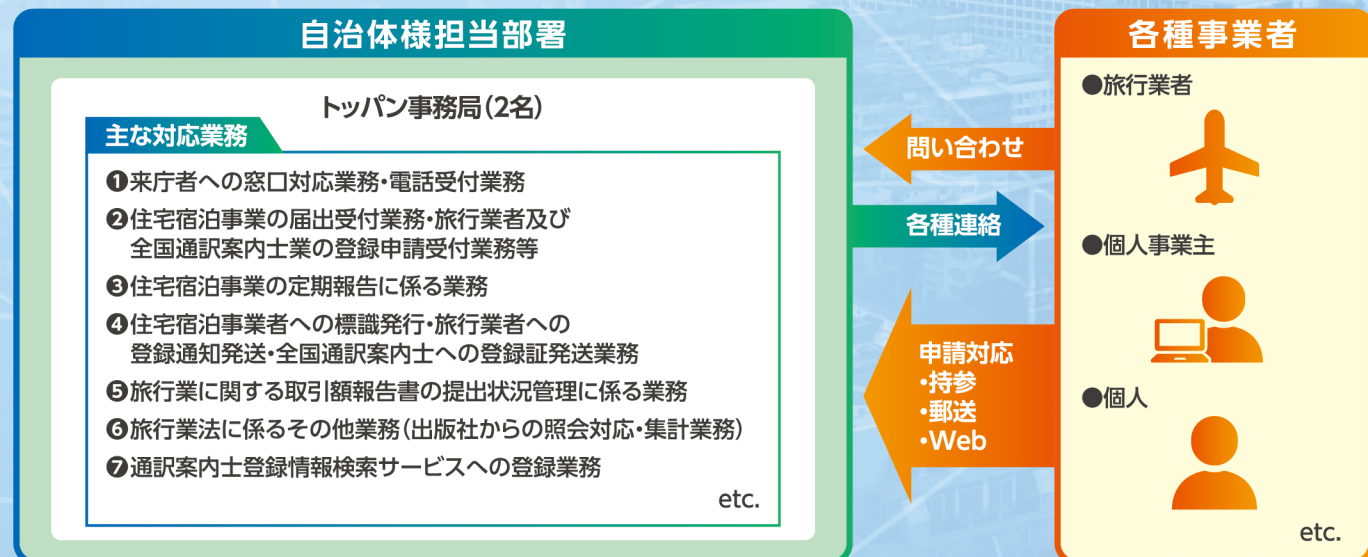 自治体様担当部署
トッパン事務局(2名)
主な対応業務
❶来庁者への窓口対応業務・電話受付業務
❷住宅宿泊事業の届出受付業務・旅行業者及び
全国通訳案内士業の登録申請受付業務等
❸住宅宿泊事業の定期報告に係る業務
❹住宅宿泊事業者への標識発行・旅行業者への
登録通知発送・全国通訳案内士への登録証発送業務
❺旅行業に関する取引額報告書の提出状況管理に係る業務
❻旅行業法に係るその他業務(出版社からの照会対応・集計業務)
❼通訳案内士登録情報検索サービスへの登録業務
etc.
問い合わせ
各種連絡
申請対応
・持参
・郵送
・Web
各種事業者
●旅行業者
●個人事業主
●個人
etc.